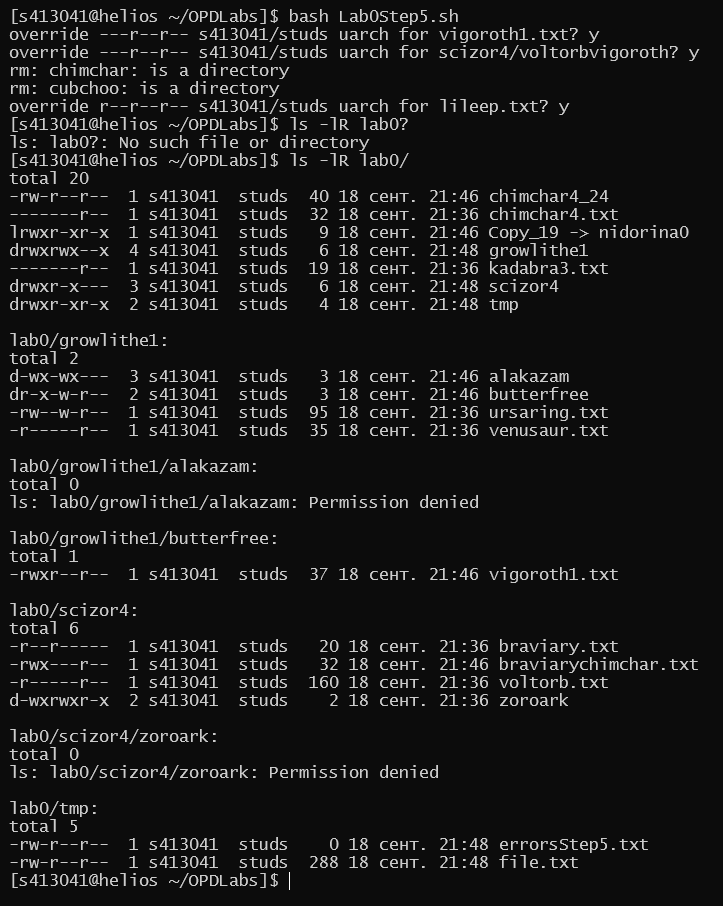 [s413041@helios ~/OPDLabs]$ bash Lab0Step5.sh
override ---r--r-- s413041/studs uarch for vigoroth1.txt? y
override ---r--r-- s413041/studs uarch for scizor4/voltorbvigoroth? y
rm: chimchar: is a directory
rm: cubchoo: is a directory
override r--r--r-- s413041/studs uarch for lileep.txt? y
[s413041@helios ~/OPDLabs]$ ls -lR lab0?
ls: lab0?: No such file or directory
[s413041@helios ~/OPDLabs]$ ls -lR lab0/
total 20
-rw-r--r--  1 s413041  studs   40 18 сент. 21:46 chimchar4_24
-------r--  1 s413041  studs   32 18 сент. 21:36 chimchar4.txt
lrwxr-xr-x  1 s413041  studs    9 18 сент. 21:46 Copy_19 -> nidorina0
drwxrwx--x  4 s413041  studs    6 18 сент. 21:48 growlithe1
-------r--  1 s413041  studs   19 18 сент. 21:36 kadabra3.txt
drwxr-x---  3 s413041  studs    6 18 сент. 21:48 scizor4
drwxr-xr-x  2 s413041  studs    4 18 сент. 21:48 tmp
lab0/growlithe1:
total 2
d-wx-wx---  3 s413041  studs    3 18 сент. 21:46 alakazam
dr-x-w-r--  2 s413041  studs    3 18 сент. 21:46 butterfree
-rw--w-r--  1 s413041  studs   95 18 сент. 21:36 ursaring.txt
-r-----r--  1 s413041  studs   35 18 сент. 21:36 venusaur.txt
lab0/growlithe1/alakazam:
total 0
ls: lab0/growlithe1/alakazam: Permission denied
lab0/growlithe1/butterfree:
total 1
-rwxr--r--  1 s413041  studs   37 18 сент. 21:46 vigoroth1.txt
lab0/scizor4:
total 6
-r--r-----  1 s413041  studs   20 18 сент. 21:36 braviary.txt
-rwx---r--  1 s413041  studs   32 18 сент. 21:46 braviarychimchar.txt
-r-----r--  1 s413041  studs  160 18 сент. 21:36 voltorb.txt
d-wxrwxr-x  2 s413041  studs    2 18 сент. 21:36 zoroark
lab0/scizor4/zoroark:
total 0
ls: lab0/scizor4/zoroark: Permission denied
lab0/tmp:
total 5
-rw-r--r--  1 s413041  studs    0 18 сент. 21:48 errorsStep5.txt
-rw-r--r--  1 s413041  studs  288 18 сент. 21:48 file.txt
[s413041@helios ~/OPDLabs]$